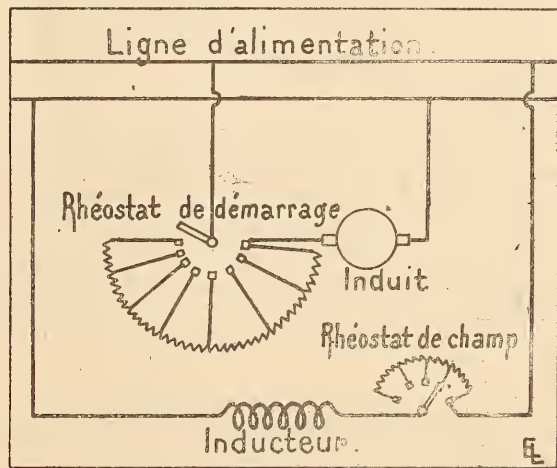 Ligne d'alimentation.
Rhéostat de démarrage
Induit
Rhéostat de champ
Inducteur.